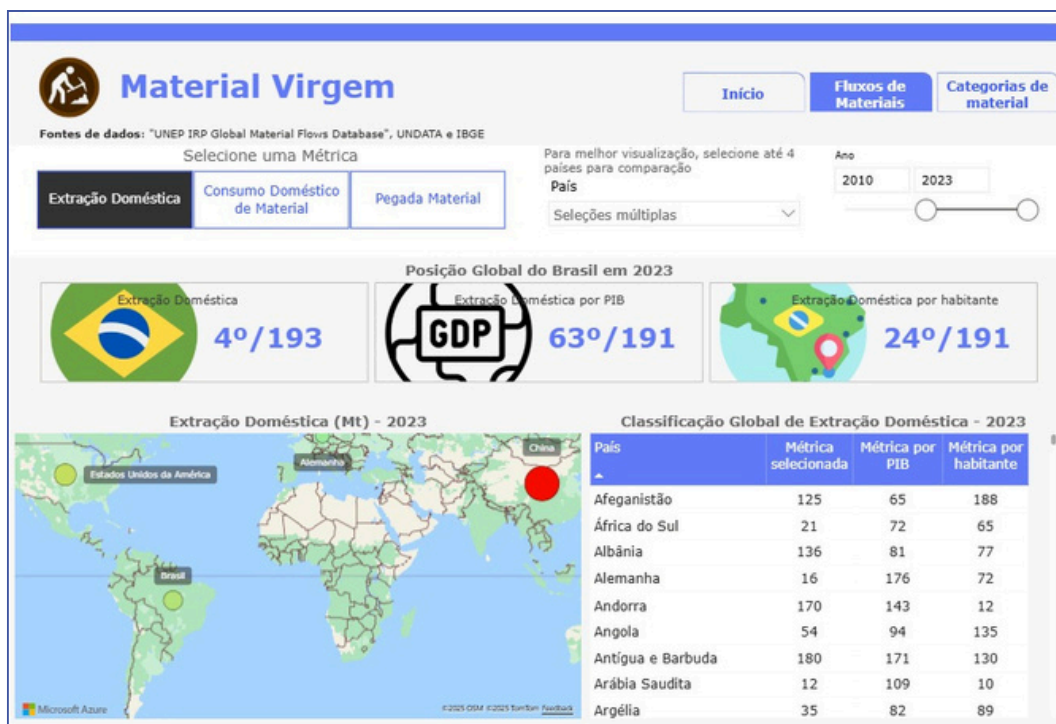 Material Virgem
Início
Fluxos de
Materiais
Categorias de
material
Fontes de dados: "UNEP IRP Global Material Flows Database", UNDATA e IBGE
Selecione uma Métrica
Extração Doméstica
Consumo Doméstico
de Material
Pegada Material
Para melhor visualização, selecione até 4
países para comparação
País
Seleções múltiplas
Ano
2010 2023
Posição Global do Brasil em 2023
Extração Doméstica
4º/193
Extração Doméstica por PIB
GDP
63º/191
Extração Doméstica por habitante
24º/191
Extração Doméstica (Mt) - 2023
Estados Unidos da América
Alemanha
China
Brasil
Microsoft Azure
©2025 OSM ©2025 TomTom Feedback
Classificação Global de Extração Doméstica - 2023
País Métrica selecionada Métrica por PIB Métrica por habitante
Afeganistão 125 65 188
África do Sul 21 72 65
Albânia 136 81 77
Alemanha 16 176 72
Andorra 170 143 12
Angola 54 94 135
Antígua e Barbuda 180 171 130
Arábia Saudita 12 109 10
Argélia 35 82 89